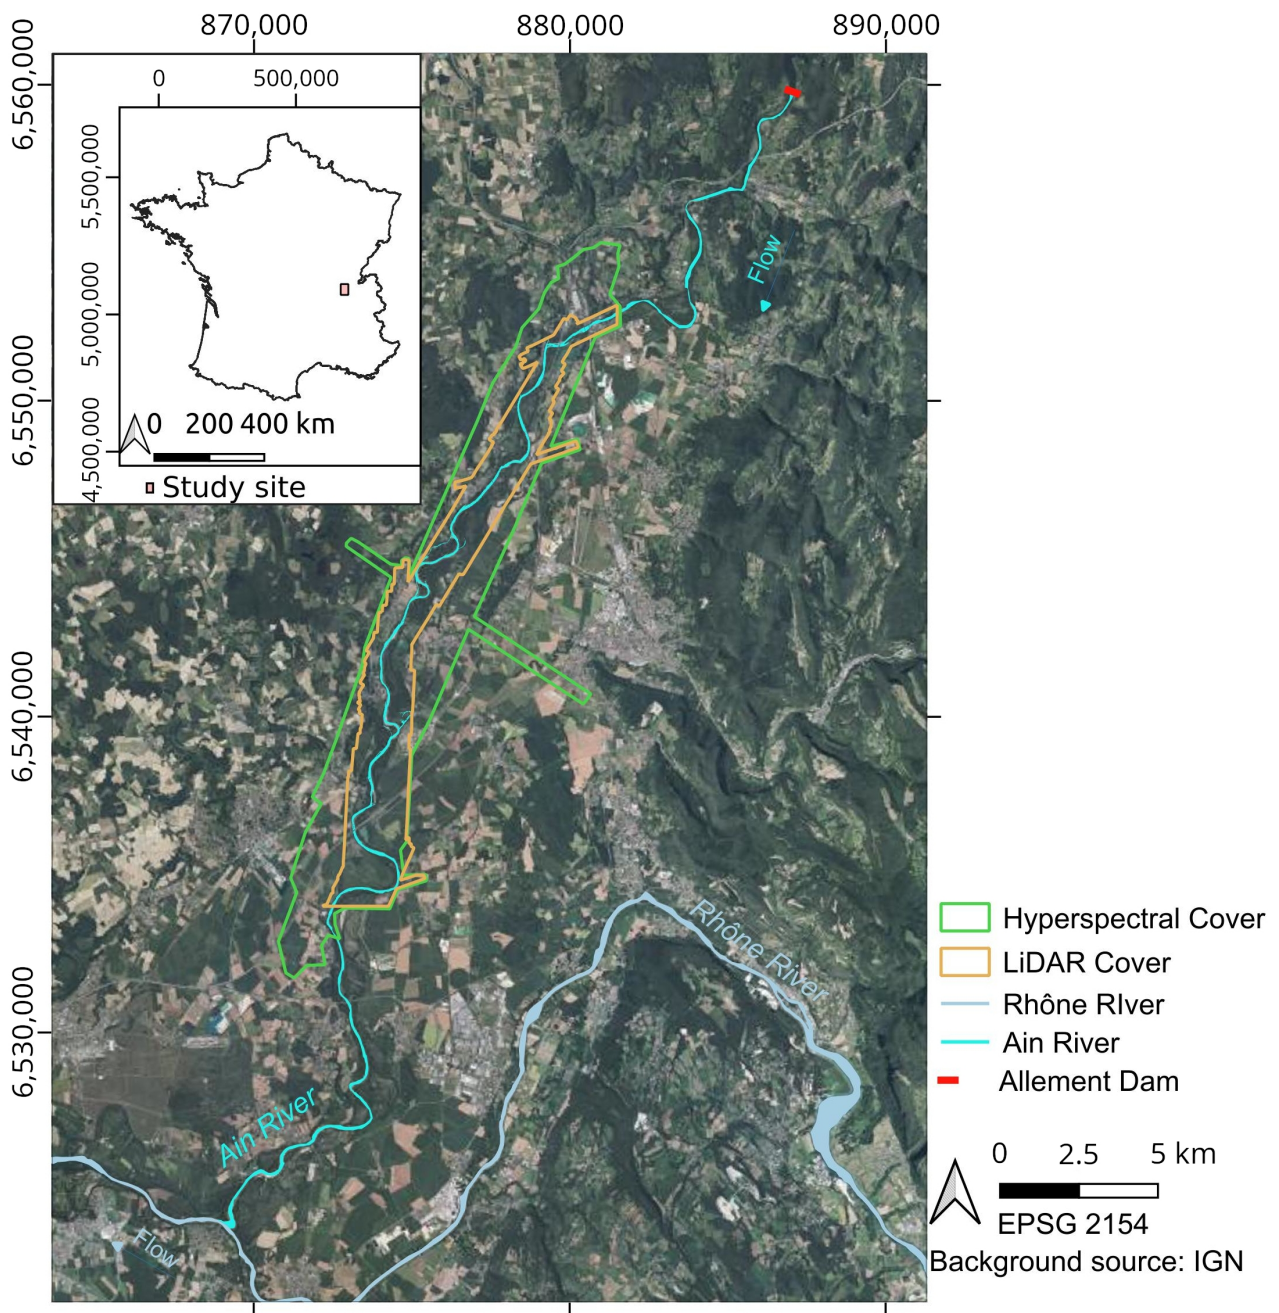 870,000
880,000
890,000
6,560,000
6,550,000
6,540,000
6,530,000
0
500,000
5,500,000
5,000,000
4,500,000
0 200 400 km
Study site
Flow
Rhône River
Ain River
Flow
Hyperspectral Cover
LiDAR Cover
Rhône RIver
Ain River
Allement Dam
0 2.5 5 km
EPSG 2154
Background source: IGN